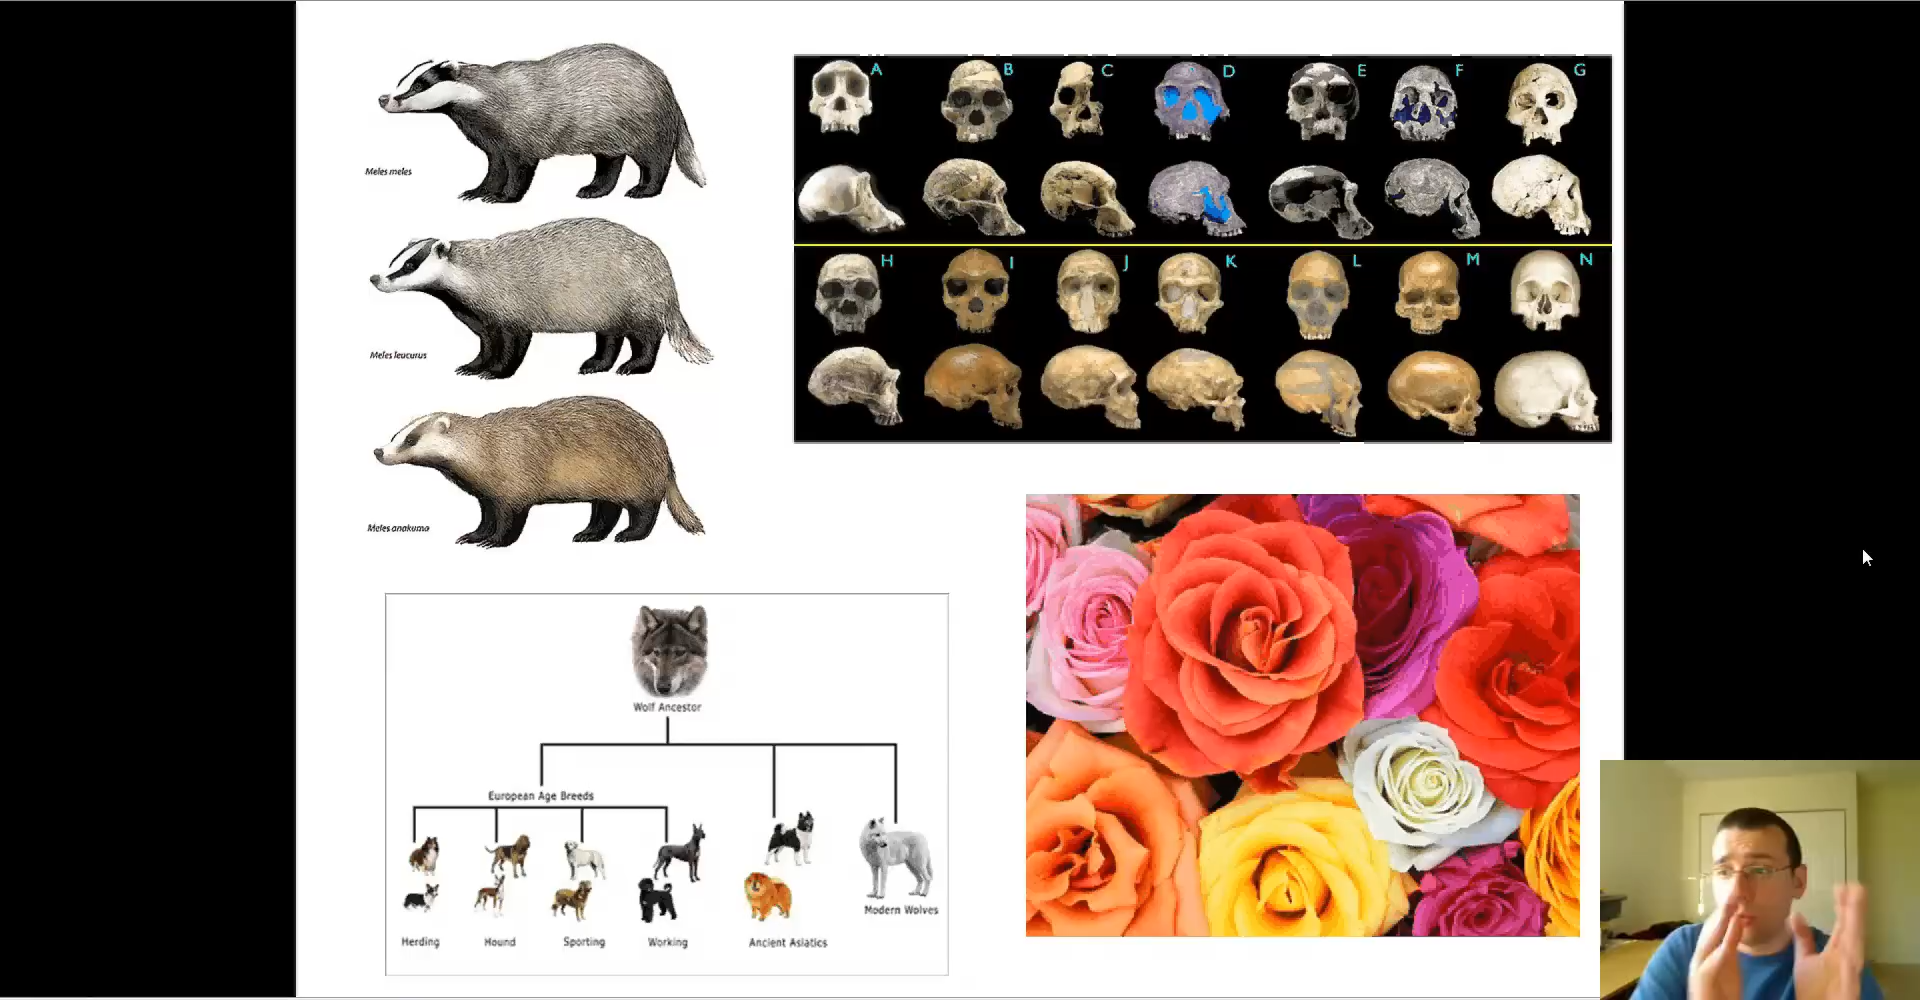 Meles meles
Meles leucurus
Meles anakuma
A B C D E F G
H I J K L M N
Wolf Ancestor
European Age Breeds
Modern Wolves
Herding Hound Sporting Working Ancient Asiatics